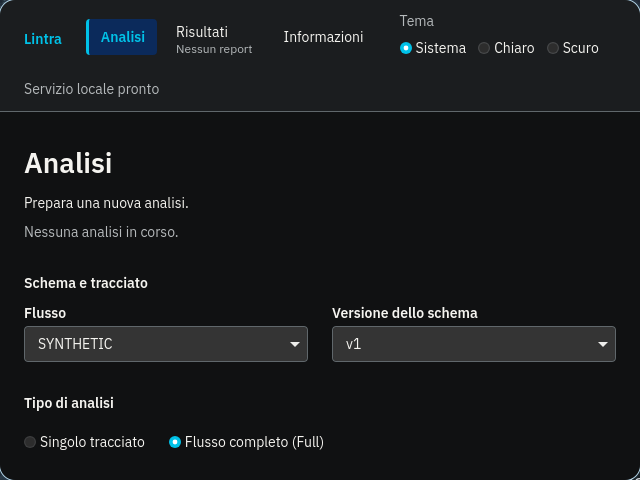 Lintra
Analisi
Risultati
Nessun report
Informazioni
Tema
Sistema
Chiaro
Scuro
Servizio locale pronto
Analisi
Prepara una nuova analisi.
Nessuna analisi in corso.
Schema e tracciato
Flusso
Versione dello schema
SYNTHETIC
v1
Tipo di analisi
Singolo tracciato
Flusso completo (Full)